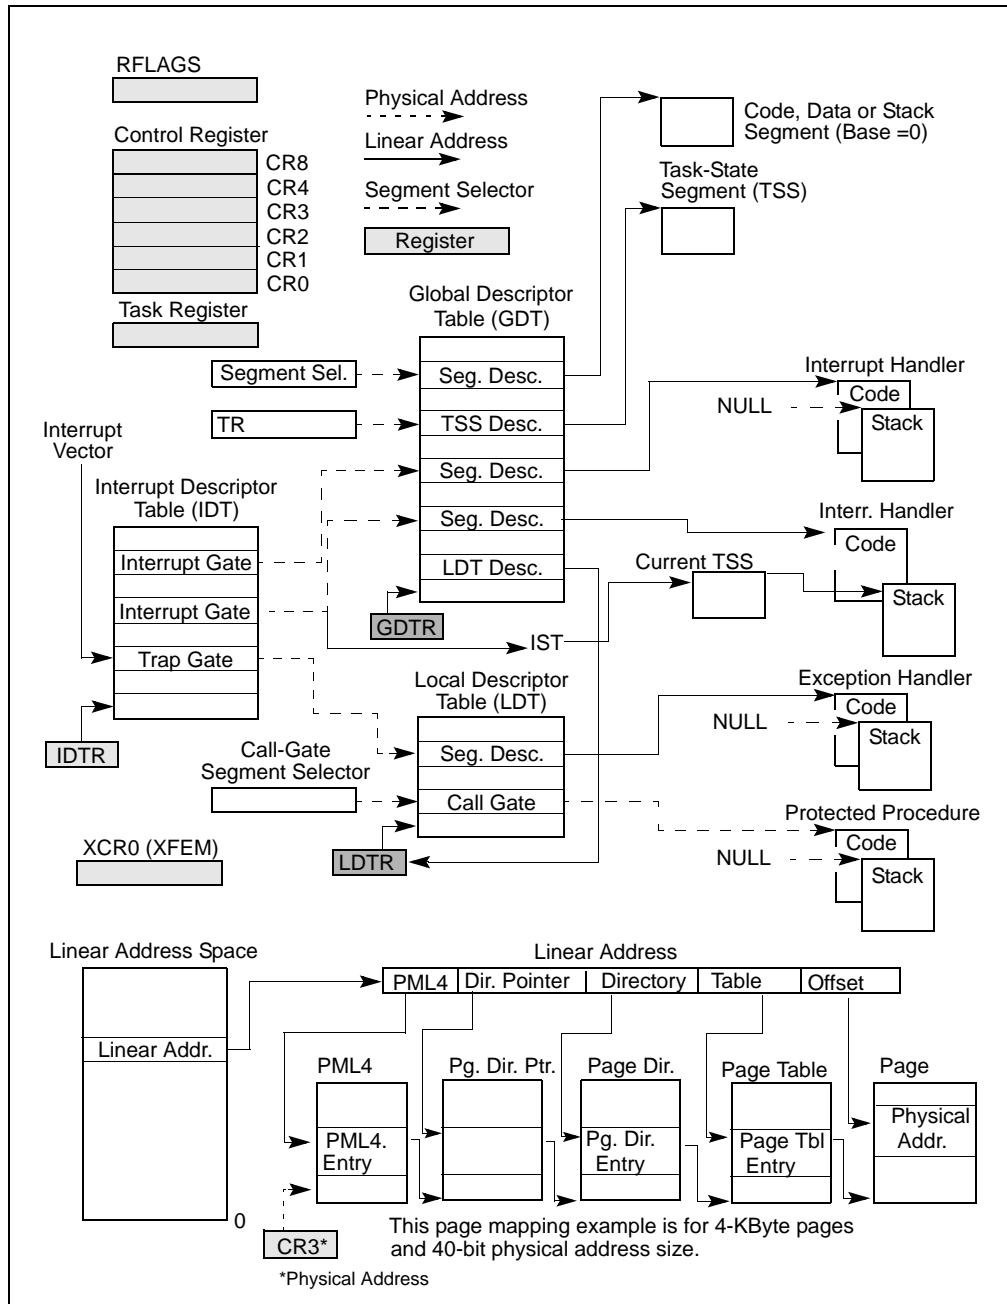 RFLAGS
Physical Address
Code, Data or Stack
Segment (Base =0)
Control Register
CR8
CR4
CR3
CR2
CR1
CR0
Linear Address
Segment Selector
Register
Task-State
Segment (TSS)
Task Register
Global Descriptor
Table (GDT)
Segment Sel.
Seg. Desc.
TR
TSS Desc.
Seg. Desc.
Seg. Desc.
LDT Desc.
GDTR
Interrupt Handler
Code
NULL
Stack
Interrupt
Vector
Interrupt Descriptor
Table (IDT)
Interrupt Gate
Interrupt Gate
Trap Gate
IDTR
Interr. Handler
Code
Current TSS
Stack
IST
Local Descriptor
Table (LDT)
Seg. Desc.
Call Gate
LDTR
Call-Gate
Segment Selector
Exception Handler
Code
NULL
Stack
Protected Procedure
Code
NULL
Stack
XCR0 (XFEM)
Linear Address Space
Linear Addr.
0
Linear Address
PML4 Dir. Pointer Directory Table Offset
PML4
Pg. Dir. Ptr.
Page Dir.
Page Table
Page
PML4.
Entry
Pg. Dir.
Entry
Page Tbl
Entry
Physical
Addr.
CR3*
This page mapping example is for 4-KByte pages
and 40-bit physical address size.
*Physical Address